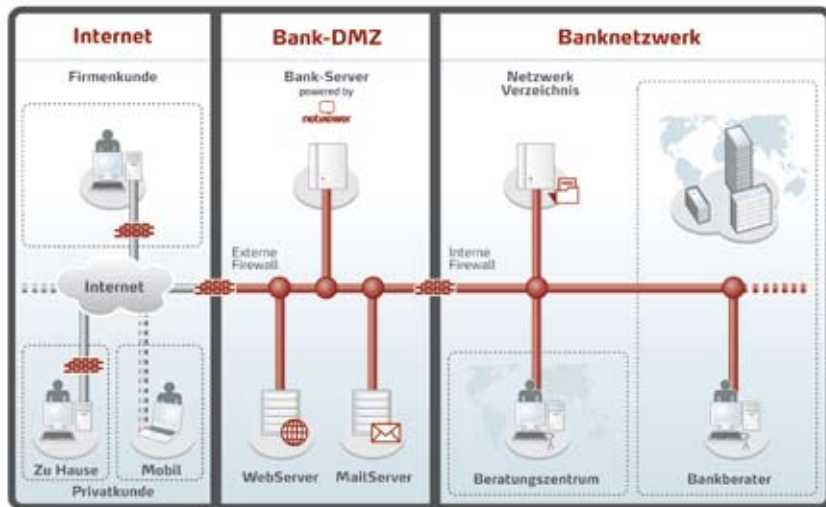 Internet
Firmenkunde
Internet
Zu Hause
Mobil
Privatkunde
Bank-DMZ
Bank-Server
powered by
netviewer
Externe
Firewall
WebServer
MailServer
Banknetzwerk
Netzwerk
Verzeichnis
Interne
Firewall
Beratungszentrum
Bankberater